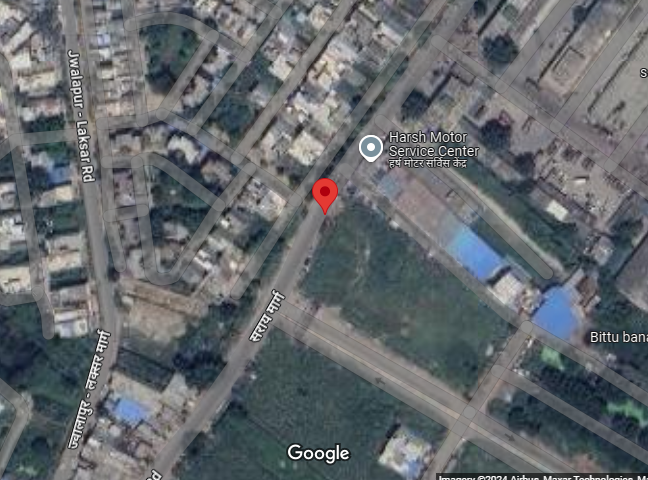 Jwalapur - Laksar Rd
Harsh Motor
Service Center
हर्ष मोटर सर्विस केंद्र
सराय मार्ग
ज्वालापुर - लक्सर मार्ग
Bittu
Google
Imagery ©2024 Airbus, Maxar Technologies,